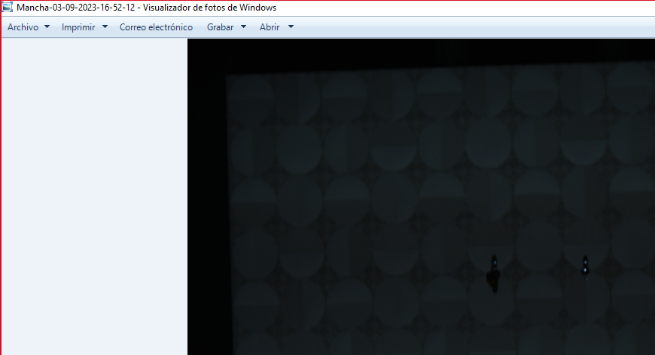 Mancha-03-09-2023-16-52-12 - Visualizador de fotos de Windows
Archivo Imprimir Correo electrónico Grabar Abrir